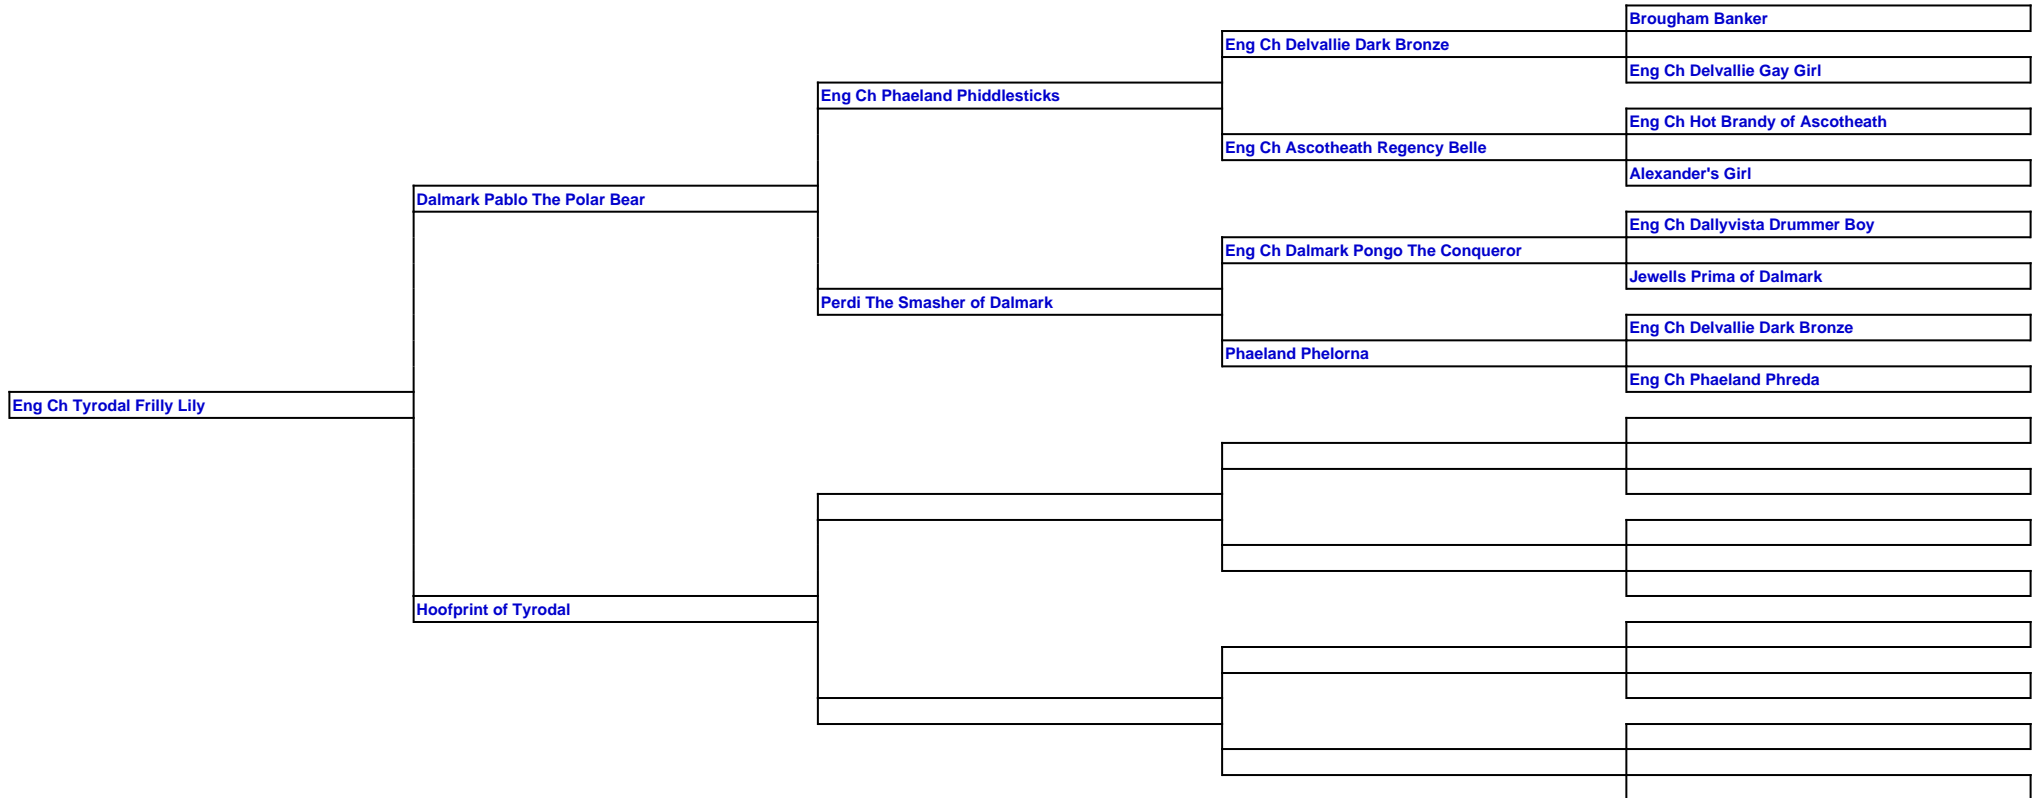 Brougham Banker
Eng Ch Delvallie Dark Bronze
Eng Ch Delvallie Gay Girl
Eng Ch Phaeland Phiddlesticks
Eng Ch Hot Brandy of Ascotheath
Eng Ch Ascotheath Regency Belle
Alexander's Girl
Dalmark Pablo The Polar Bear
Eng Ch Dallyvista Drummer Boy
Eng Ch Dalmark Pongo The Conqueror
Jewells Prima of Dalmark
Perdi The Smasher of Dalmark
Eng Ch Delvallie Dark Bronze
Phaeland Phelorna
Eng Ch Phaeland Phreda
Eng Ch Tyrodal Frilly Lily
Hoofprint of Tyrodal